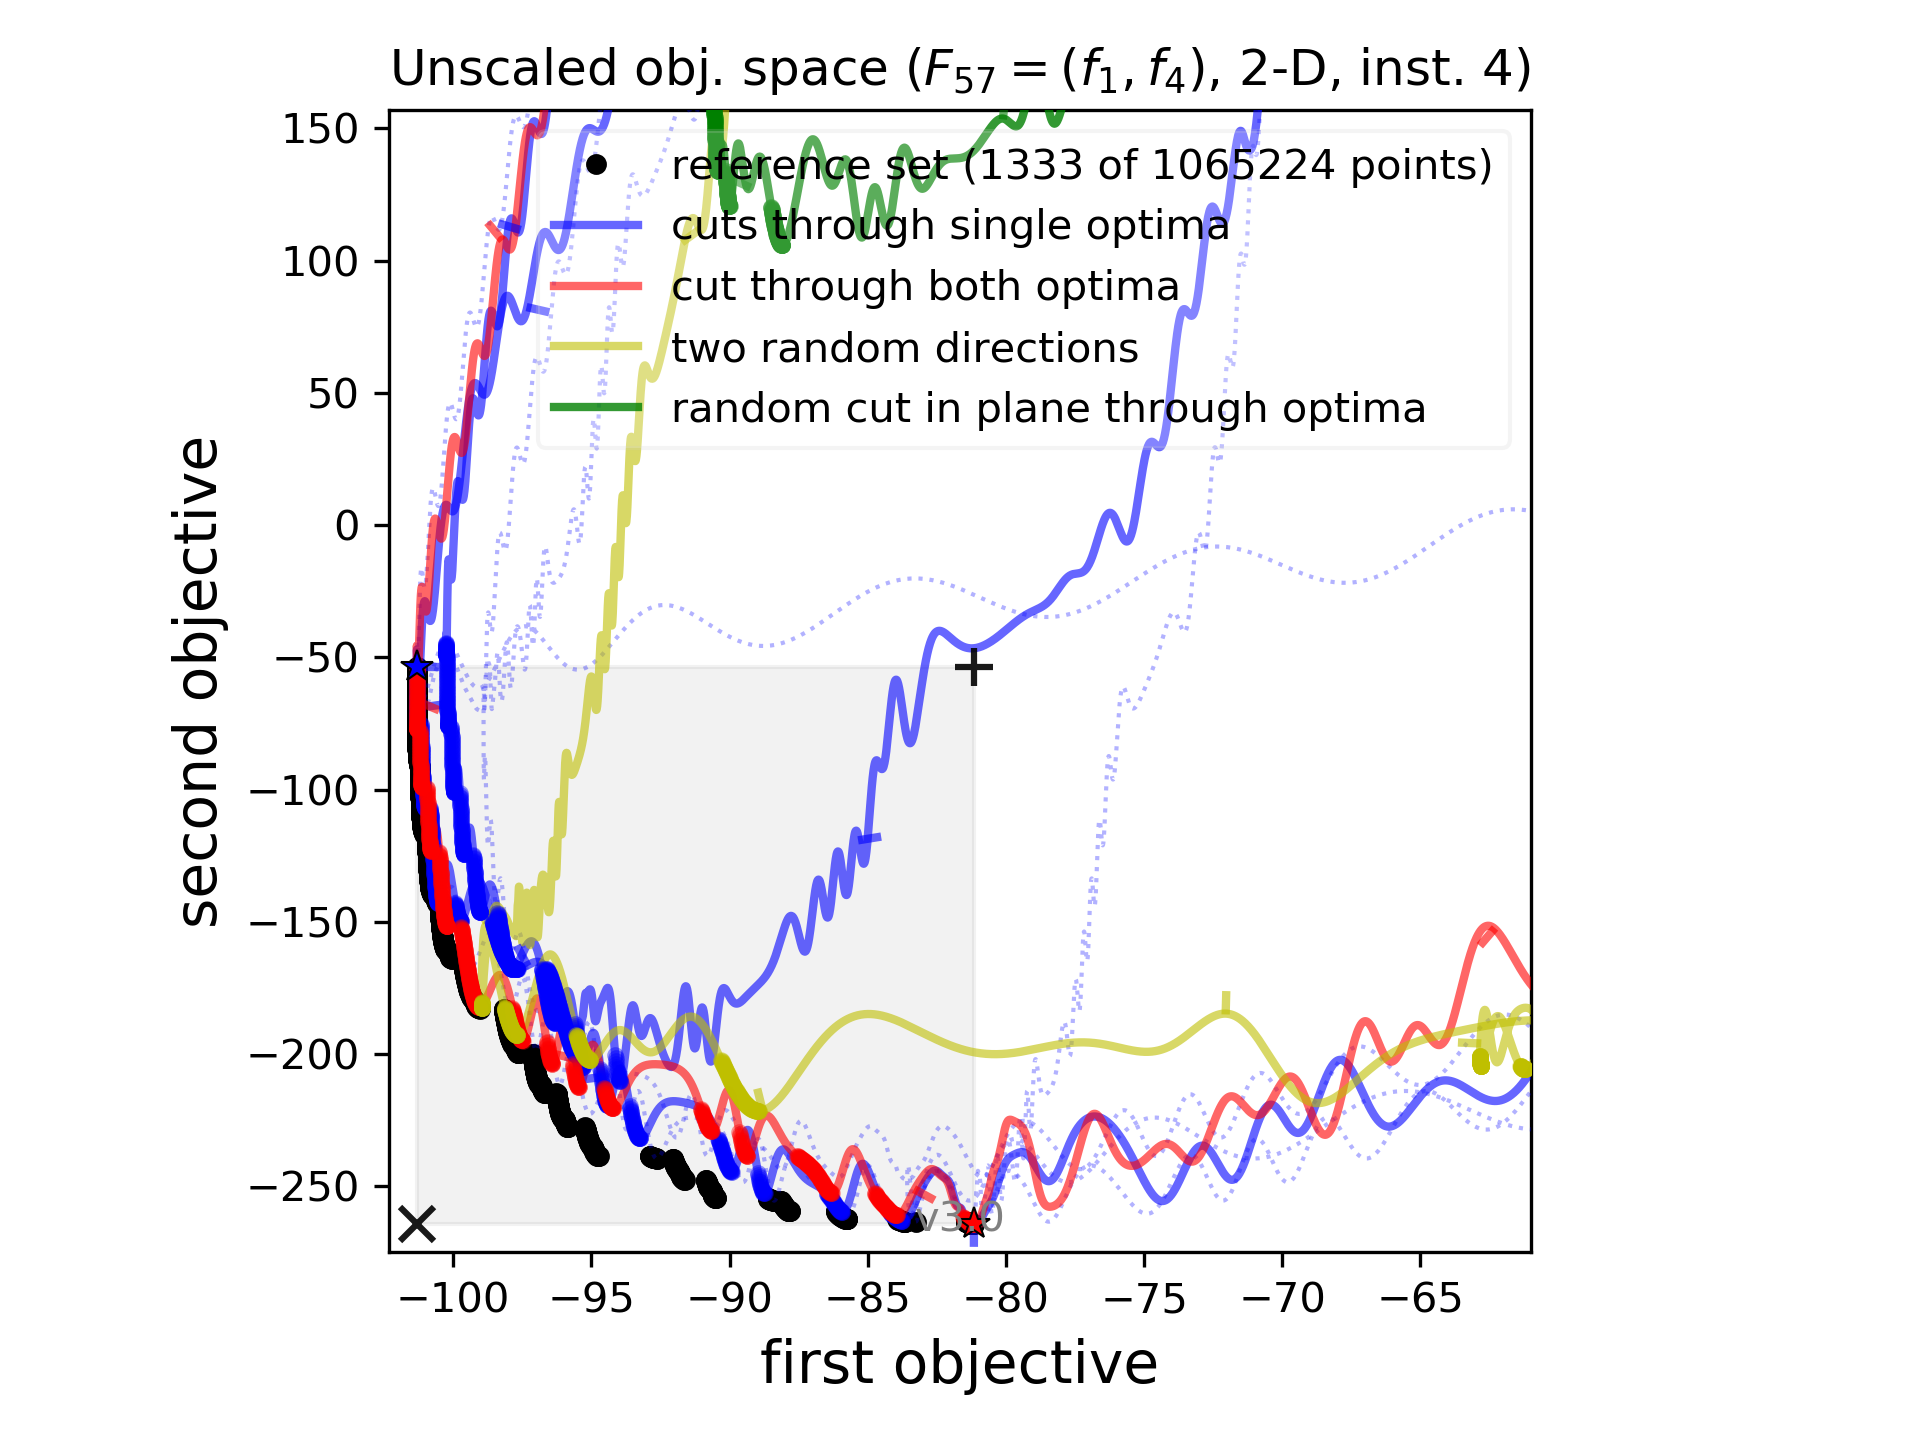 Unscaled obj. space (F57 = (f1, f4), 2-D, inst. 4)
reference set (1333 of 1065224 points)
cuts through single optima
cut through both optima
two random directions
random cut in plane through optima
150
100
50
0
−50
−100
−150
−200
−250
second objective
v3.0
−100
−95
−90
−85
−80
−75
−70
−65
first objective